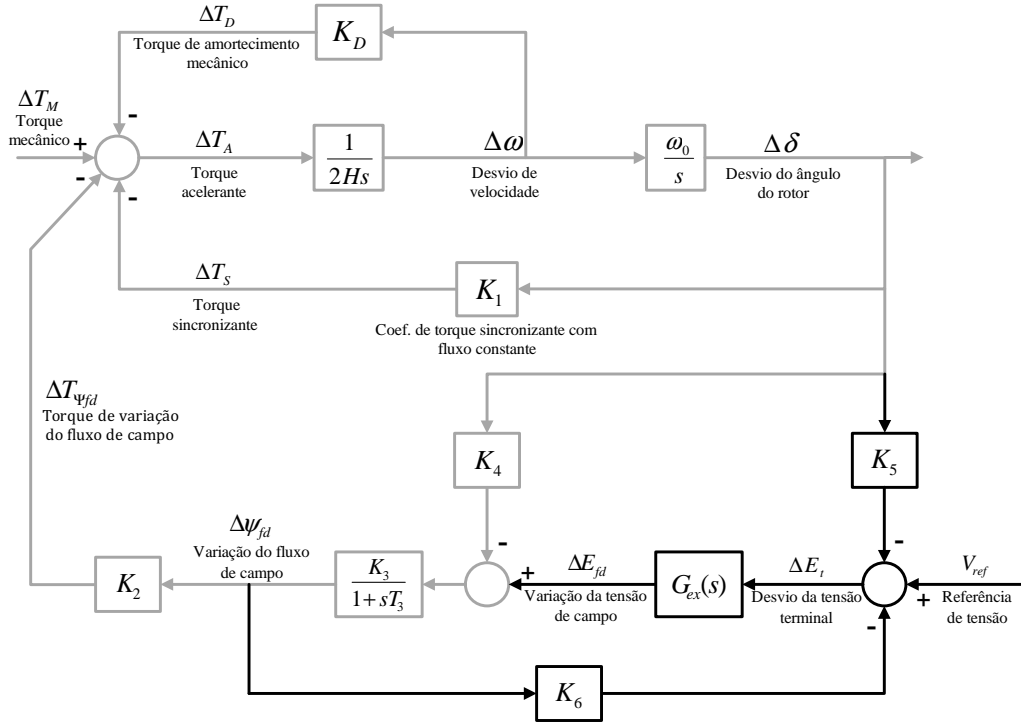 ΔT_D
Torque de amortecimento
mecânico
K_D
-
ΔT_M
Torque
mecânico
+
-
-
ΔT_A
Torque
acelerante
1
2Hs
Δω
Desvio de
velocidade
ω_0
s
Δδ
Desvio do ângulo
do rotor
ΔT_S
Torque
sincronizante
K_1
Coef. de torque sincronizante com
fluxo constante
ΔT_Ψfd
Torque de variação
do fluxo de campo
K_4
K_5
-
-
Δψ_fd
Variação do fluxo
de campo
K_2
K_3
1+sT_3
+
ΔE_fd
Variação da tensão
de campo
G_ex(s)
ΔE_t
Desvio da tensão
terminal
+
-
V_ref
Referência
de tensão
K_6